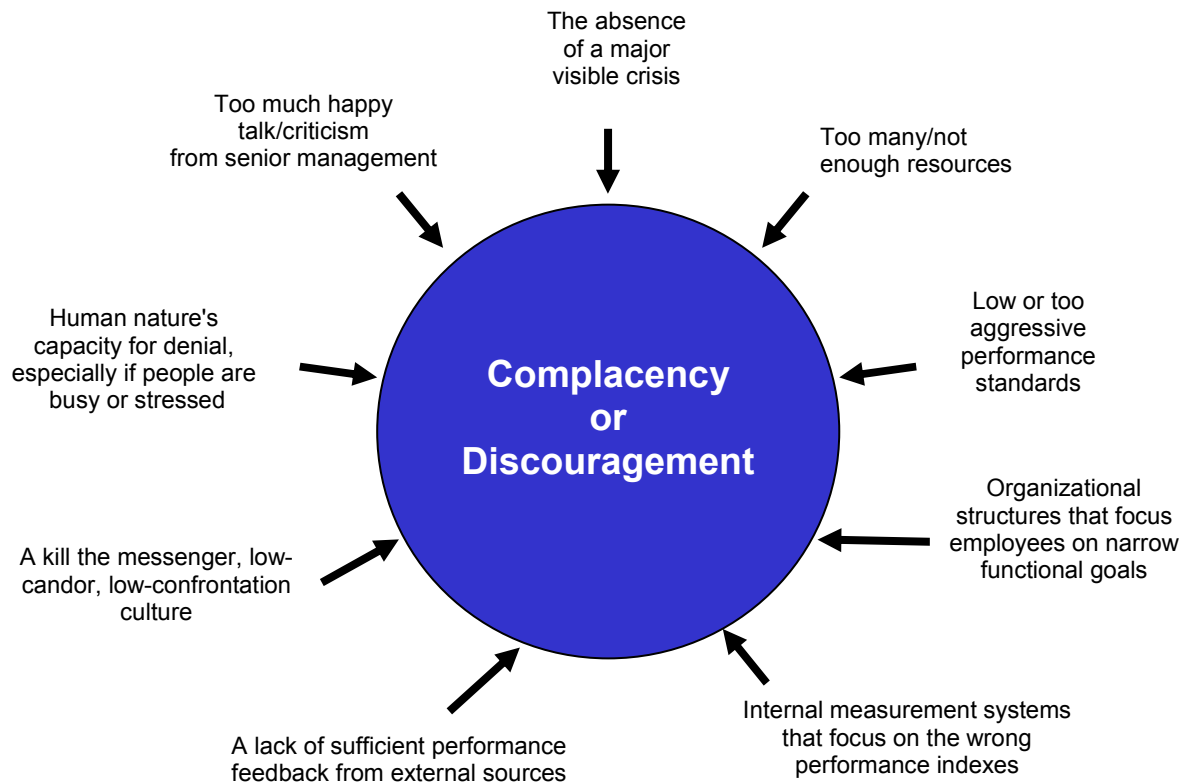 The absence
of a major
visible crisis
Too much happy
talk/criticism
from senior management
Too many/not
enough resources
Human nature's
capacity for denial,
especially if people are
busy or stressed
Complacency
or
Discouragement
Low or too
aggressive
performance
standards
A kill the messenger, low-
candor, low-confrontation
culture
Organizational
structures that focus
employees on narrow
functional goals
A lack of sufficient performance
feedback from external sources
Internal measurement systems
that focus on the wrong
performance indexes